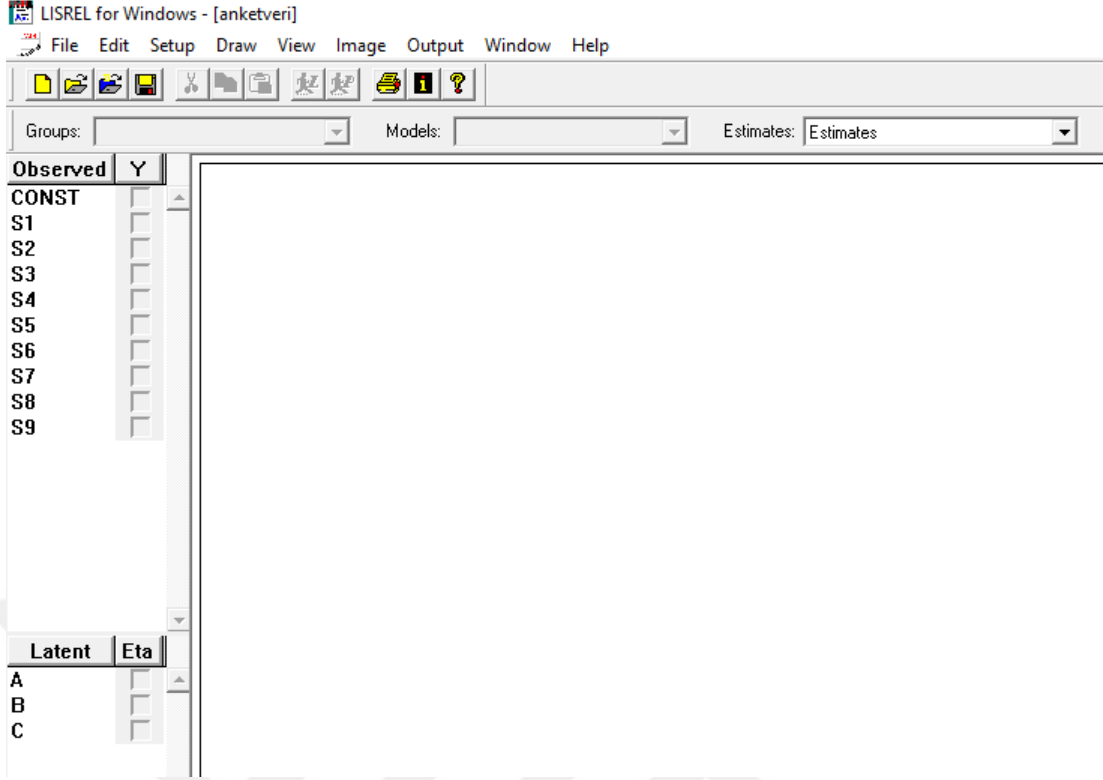 LISREL for Windows - [anketveri]
File Edit Setup Draw View Image Output Window Help
Groups: Models: Estimates: Estimates
Observed Y
CONST
S1
S2
S3
S4
S5
S6
S7
S8
S9
Latent Eta
A
B
C